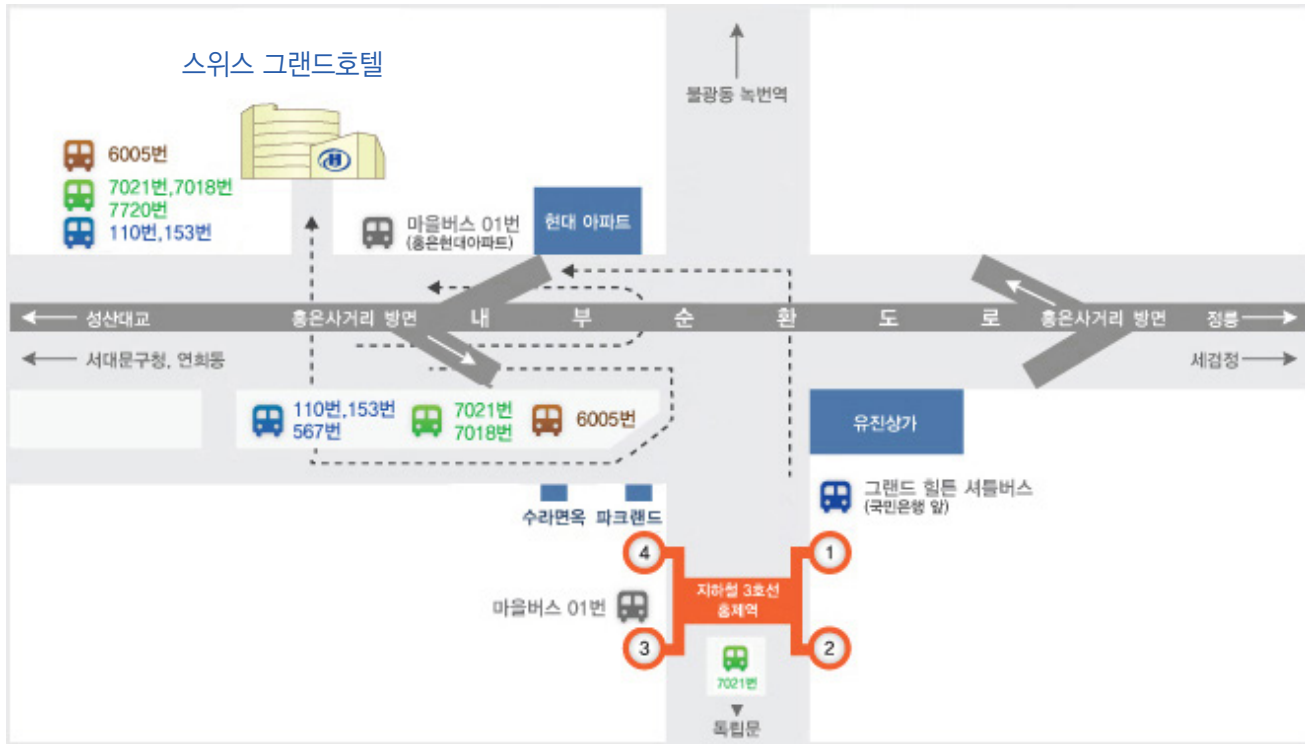 스위스 그랜드호텔
불광동 녹번역
6005번
7021번,7018번
7720번
110번,153번
마을버스 01번
(홍은현대아파트)
현대 아파트
성산대교
홍은사거리 방면
내 부 순 환 도 로
홍은사거리 방면
정릉
서대문구청, 연희동
세검정
110번,153번
567번
7021번
7018번
6005번
유진상가
그랜드 힐튼 셔틀버스
(국민은행 앞)
수라면옥
파크랜드
4
1
지하철 3호선
홍제역
마을버스 01번
3
2
7021번
독립문